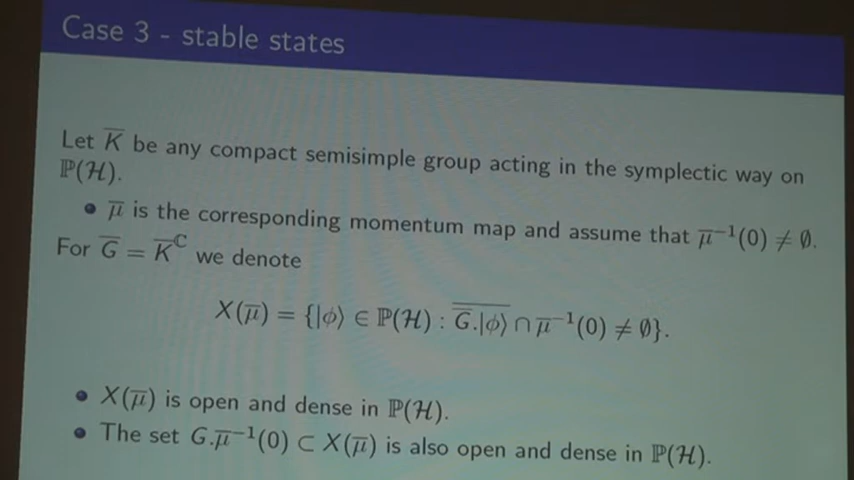 Case 3 - stable states
Let K̅ be any compact semisimple group acting in the symplectic way on
ℙ(ℋ).
• μ̅ is the corresponding momentum map and assume that μ̅⁻¹(0) ≠ ∅.
For G̅ = K̅^ℂ we denote
X(μ̅) = {|ϕ⟩ ∈ ℙ(ℋ) : \overline{G̅.|ϕ⟩} ∩ μ̅⁻¹(0) ≠ ∅}.
• X(μ̅) is open and dense in ℙ(ℋ).
• The set G.μ̅⁻¹(0) ⊂ X(μ̅) is also open and dense in ℙ(ℋ).